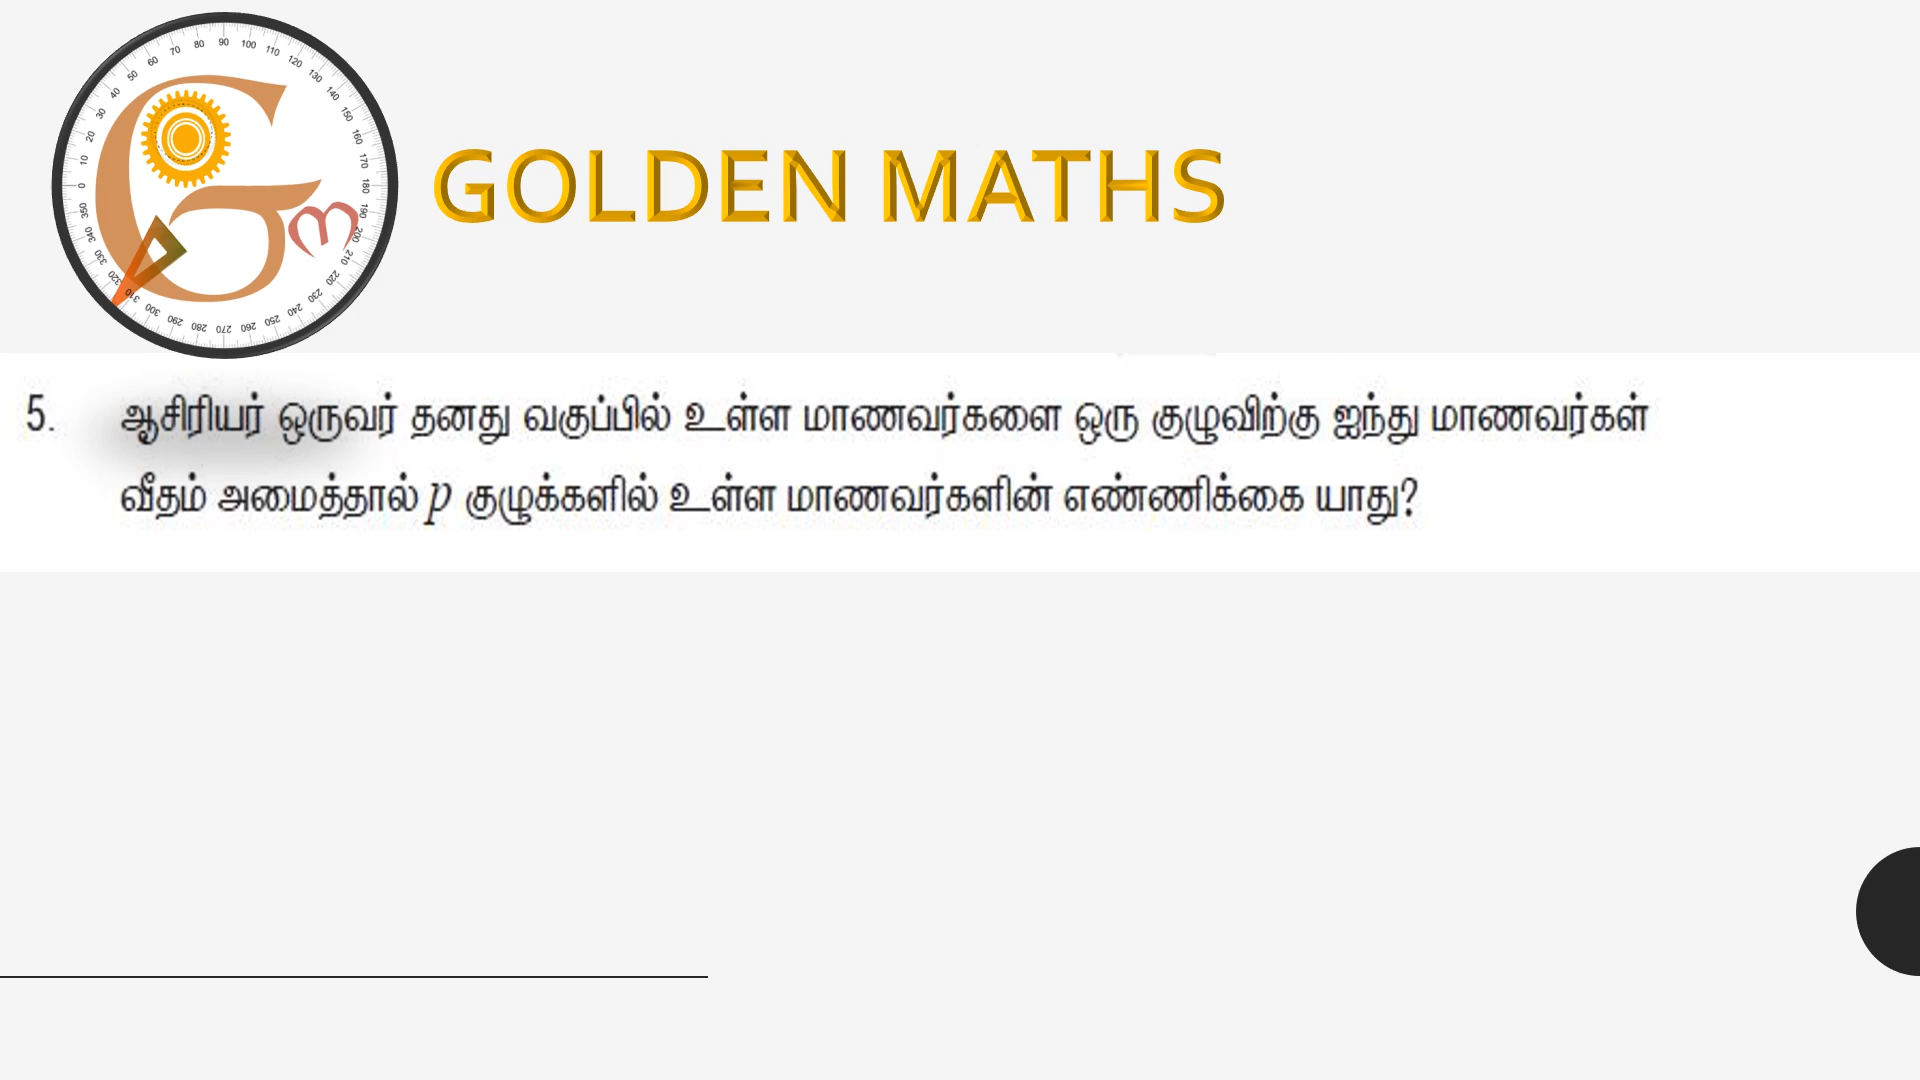 GOLDEN MATHS
5. ஆசிரியர் ஒருவர் தனது வகுப்பில் உள்ள மாணவர்களை ஒரு குழுவிற்கு ஐந்து மாணவர்கள்
வீதம் அமைத்தால் p குழுக்களில் உள்ள மாணவர்களின் எண்ணிக்கை யாது?